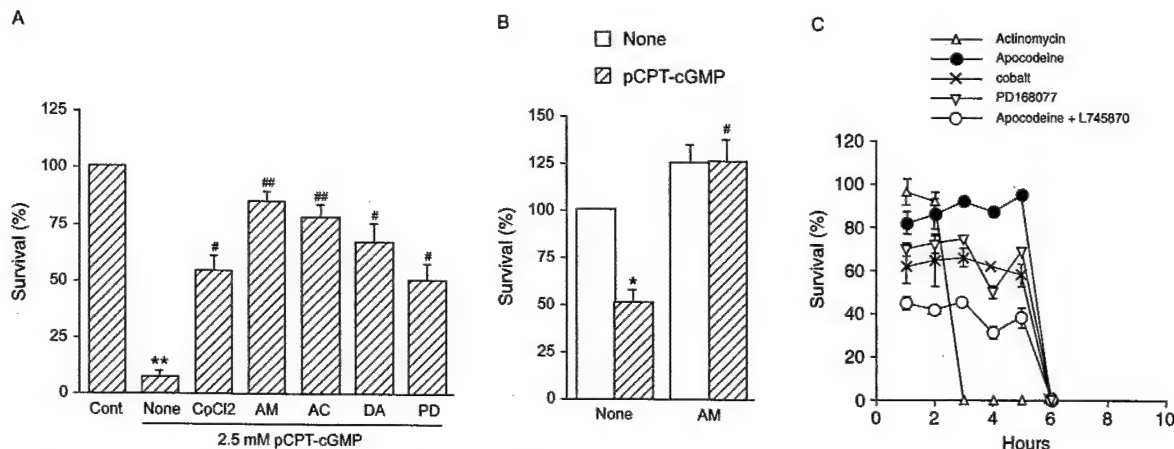 A
Survival (%)
125
100
75
50
25
0
**
#
##
##
#
#
Cont None CoCl2 AM AC DA PD
2.5 mM pCPT-cGMP
B
None
pCPT-cGMP
Survival (%)
150
125
100
75
50
25
0
*
#
None AM
C
Actinomycin
Apocodeine
cobalt
PD168077
Apocodeine + L745870
Survival (%)
120
100
80
60
40
20
0
0 2 4 6 8 10
Hours